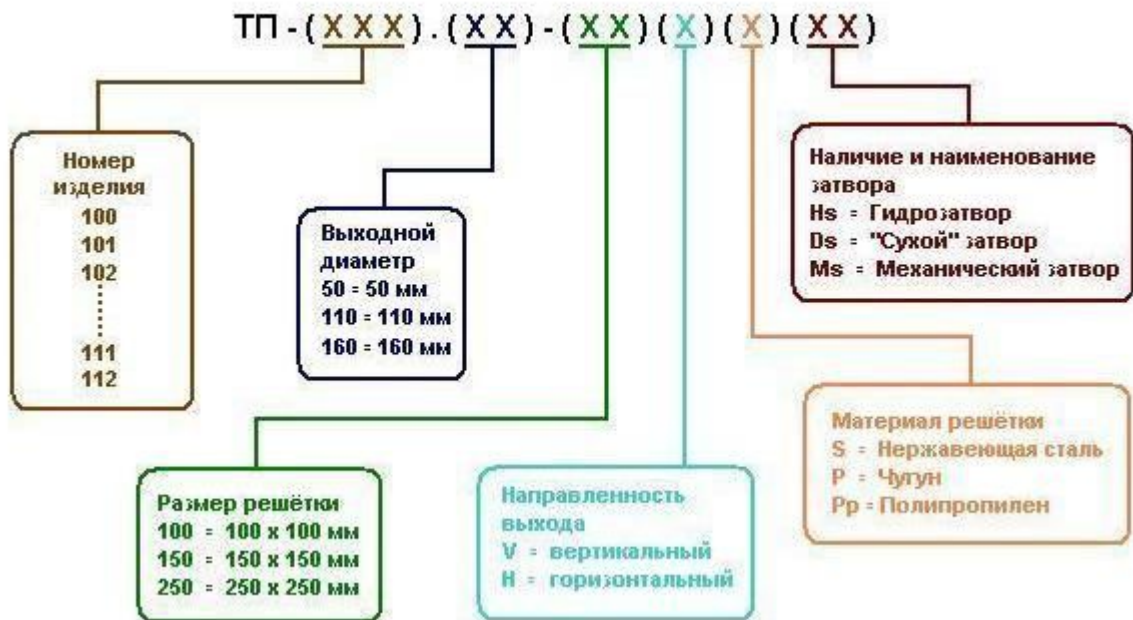 ТП - ( X X X ) . ( X X ) - ( X X ) ( X ) ( X ) ( X X )
Номер
изделия
100
101
102
111
112
Выходной
диаметр
50 = 50 мм
110 = 110 мм
160 = 160 мм
Наличие и наименование
затвора
Hs = Гидрозатвор
Ds = "Сухой" затвор
Ms = Механический затвор
Размер решётки
100 = 100 x 100 мм
150 = 150 x 150 мм
250 = 250 x 250 мм
Направленность
выхода
V = вертикальный
H = горизонтальный
Материал решётки
S = Нержавеющая сталь
P = Чугун
Pp = Полипропилен